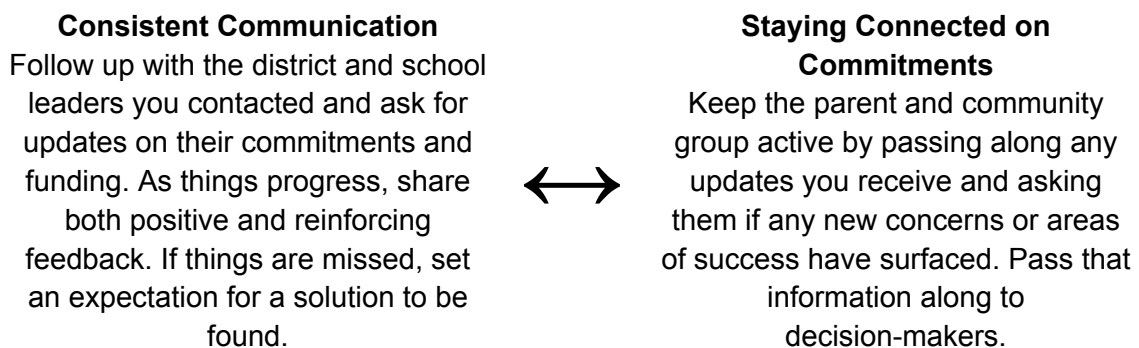 Consistent Communication
Follow up with the district and school
leaders you contacted and ask for
updates on their commitments and
funding. As things progress, share
both positive and reinforcing
feedback. If things are missed, set
an expectation for a solution to be
found.
Staying Connected on
Commitments
Keep the parent and community
group active by passing along any
updates you receive and asking
them if any new concerns or areas
of success have surfaced. Pass that
information along to
decision-makers.